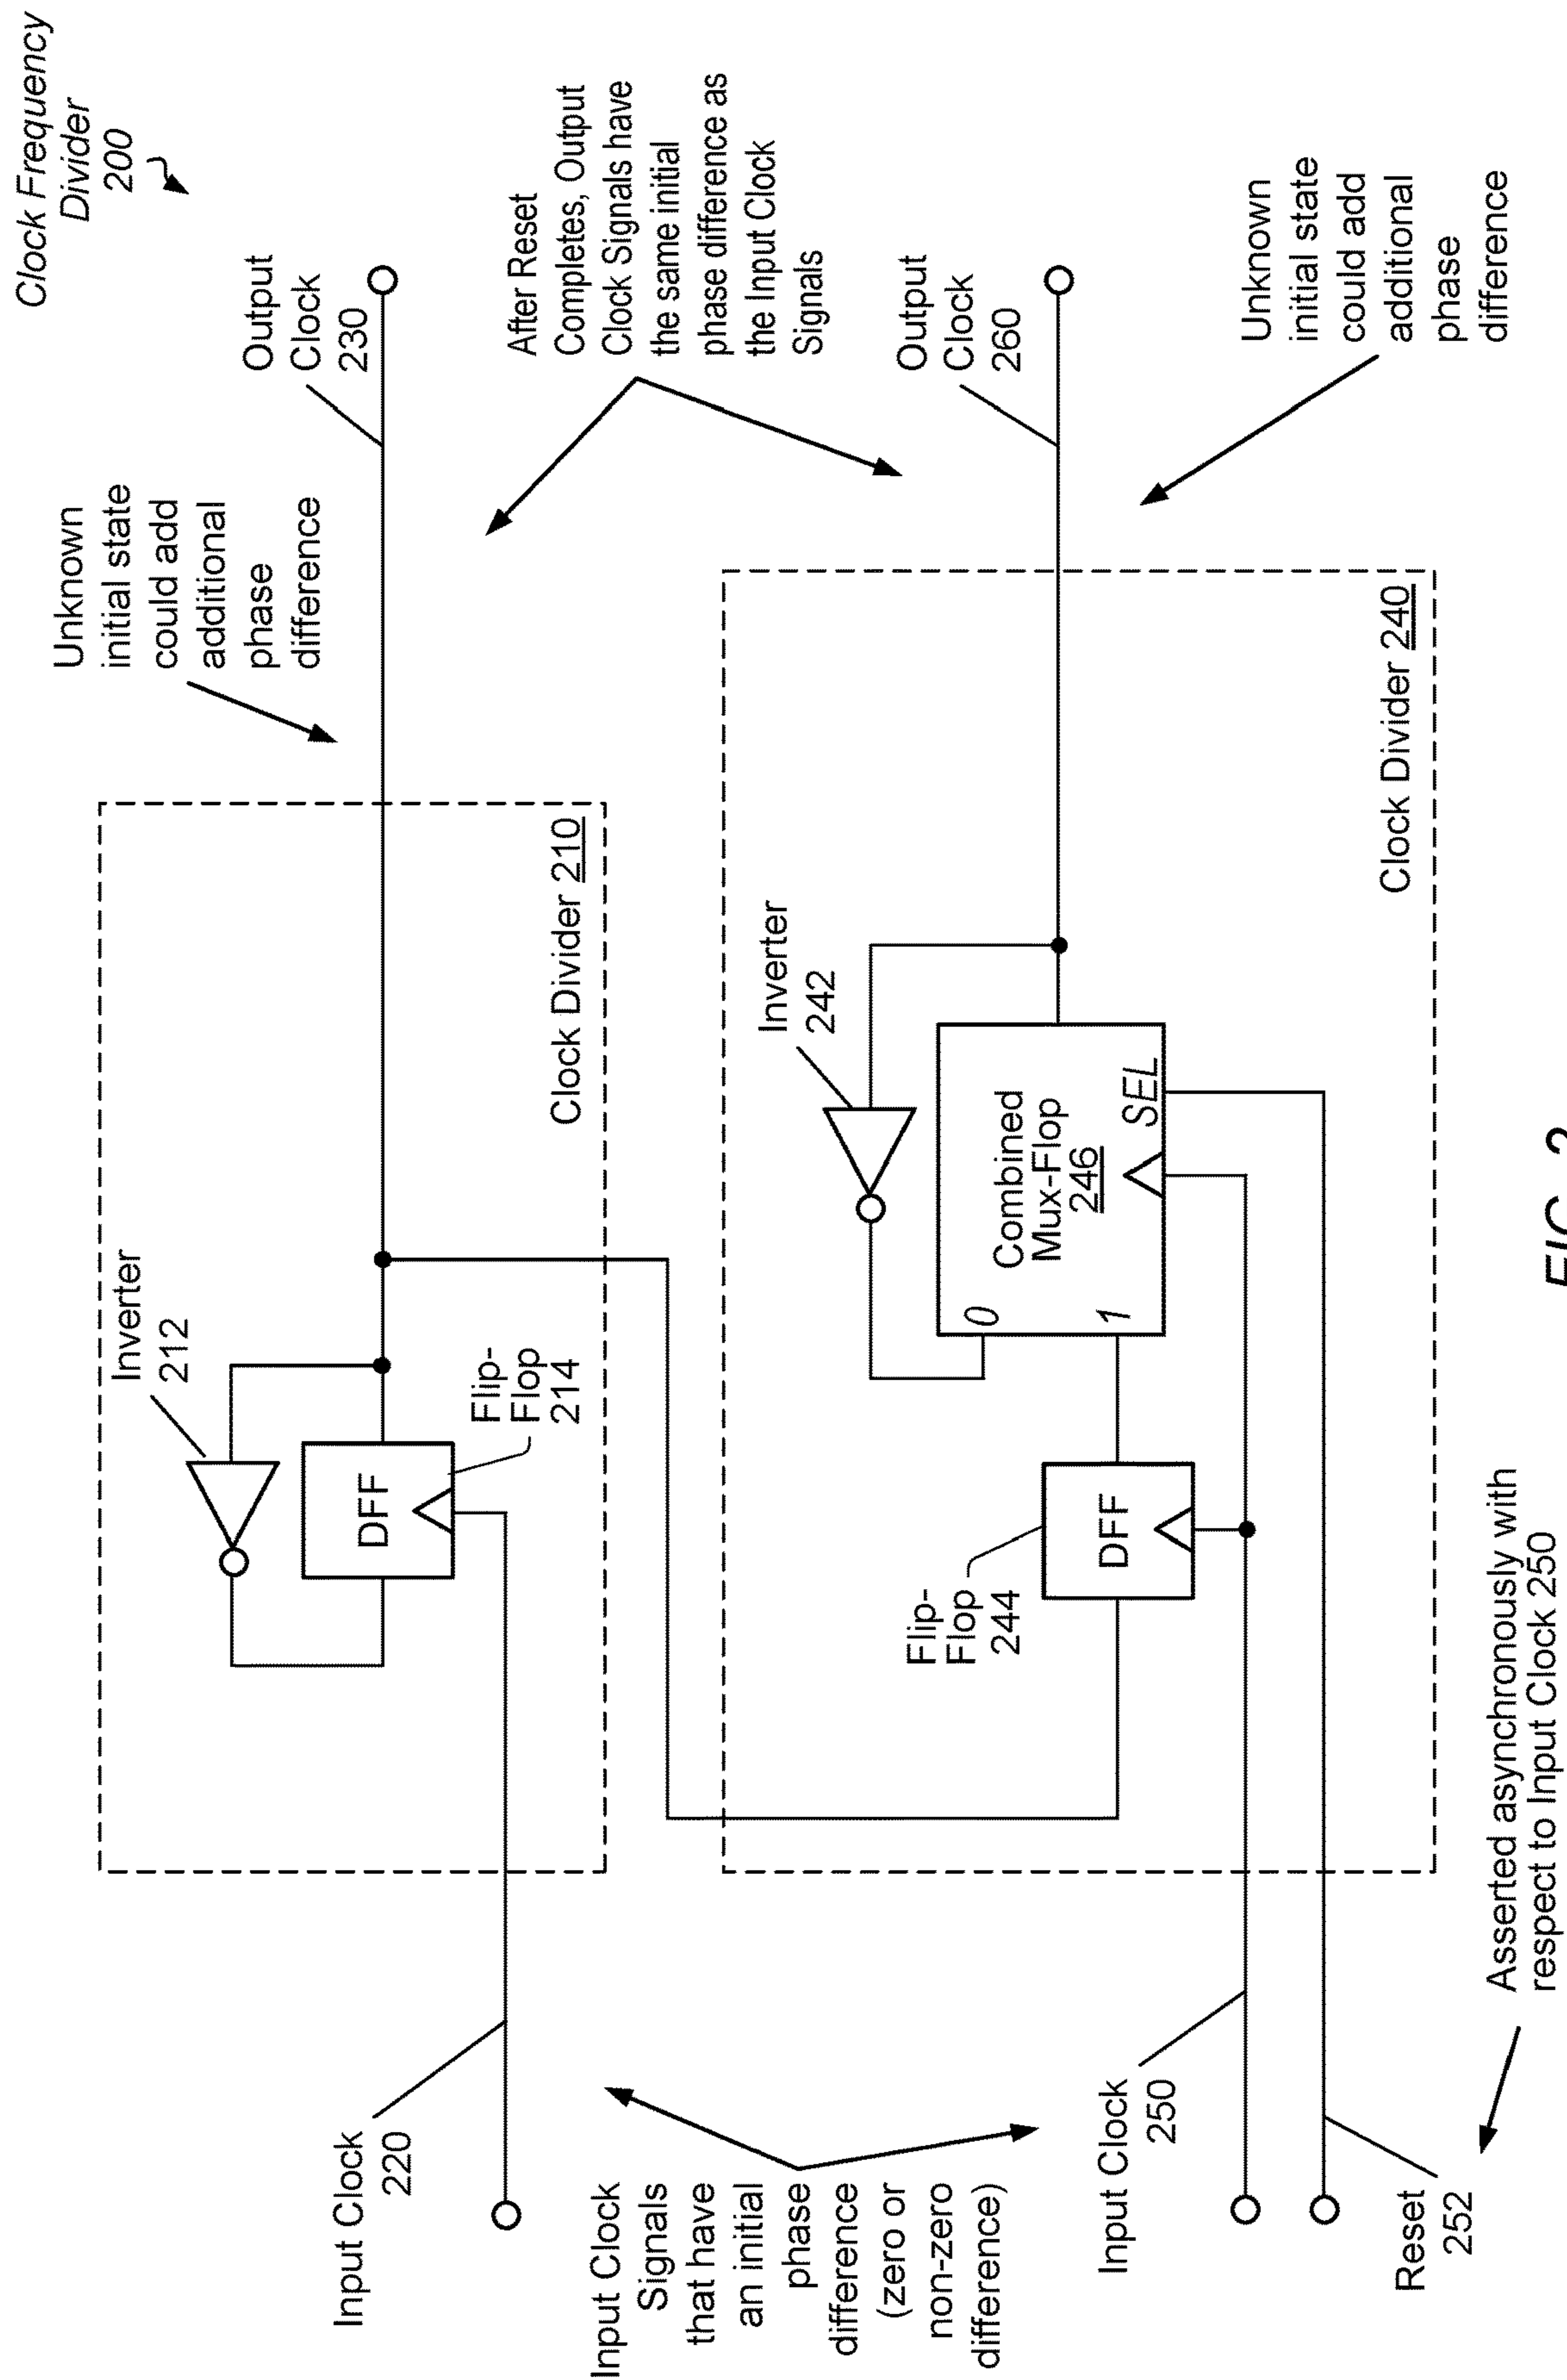 Clock Frequency
Divider
200
Unknown
initial state
could add
additional
phase
difference
Output
Clock
230
Inverter
212
DFF
Flip-
Flop
214
Clock Divider 210
Input Clock
220
After Reset
Completes, Output
Clock Signals have
the same initial
phase difference as
the Input Clock
Signals
Input Clock
Signals
that have
an initial
phase
difference
(zero or
non-zero
difference)
Inverter
242
Output
Clock
260
Flip-
Flop
244
DFF
0
1
Combined
Mux-Flop
246
SEL
Clock Divider 240
Unknown
initial state
could add
additional
phase
difference
Input Clock
250
Reset
252
Asserted asynchronously with
respect to Input Clock 250